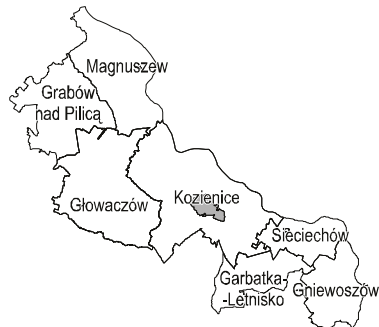 Magnuszew
Grabów
nad Pilicą
Głowaczów
Kozienice
Sieciechów
Garbatka-
-Letnisko
Gniewoszów